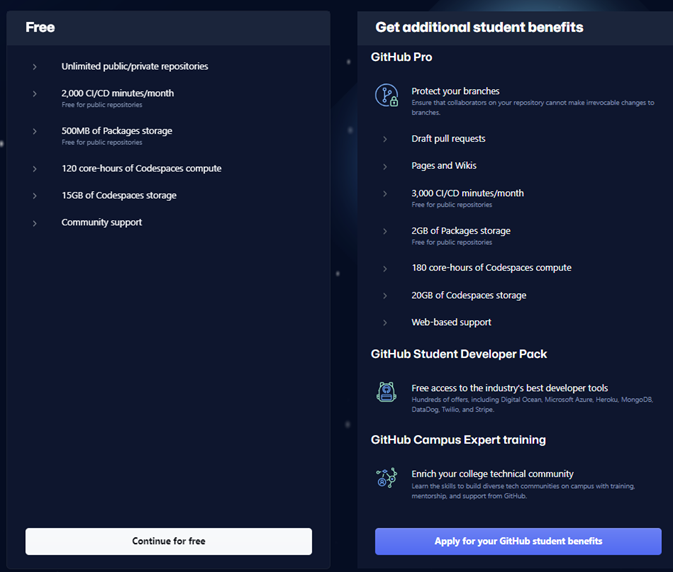 Free
Unlimited public/private repositories
2,000 CI/CD minutes/month
Free for public repositories
500MB of Packages storage
Free for public repositories
120 core-hours of Codespaces compute
15GB of Codespaces storage
Community support
Continue for free
Get additional student benefits
GitHub Pro
Protect your branches
Ensure that collaborators on your repository cannot make irrevocable changes to
branches.
Draft pull requests
Pages and Wikis
3,000 CI/CD minutes/month
Free for public repositories
2GB of Packages storage
Free for public repositories
180 core-hours of Codespaces compute
20GB of Codespaces storage
Web-based support
GitHub Student Developer Pack
Free access to the industry's best developer tools
Hundreds of offers, including Digital Ocean, Microsoft Azure, Heroku, MongoDB,
DataDog, Twilio, and Stripe.
GitHub Campus Expert training
Enrich your college technical community
Learn the skills to build diverse tech communities on campus with training,
mentorship, and support from GitHub.
Apply for your GitHub student benefits